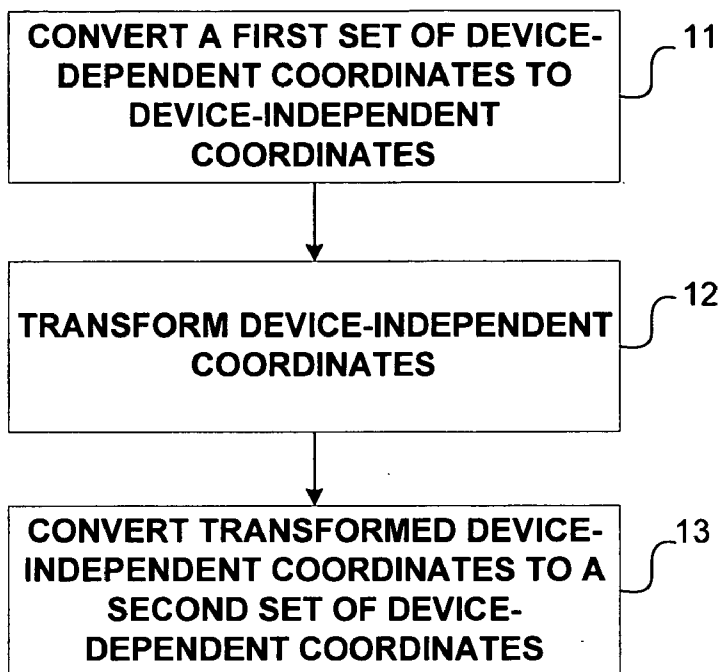 CONVERT A FIRST SET OF DEVICE-
DEPENDENT COORDINATES TO
DEVICE-INDEPENDENT
COORDINATES
11
TRANSFORM DEVICE-INDEPENDENT
COORDINATES
12
CONVERT TRANSFORMED DEVICE-
INDEPENDENT COORDINATES TO A
SECOND SET OF DEVICE-
DEPENDENT COORDINATES
13